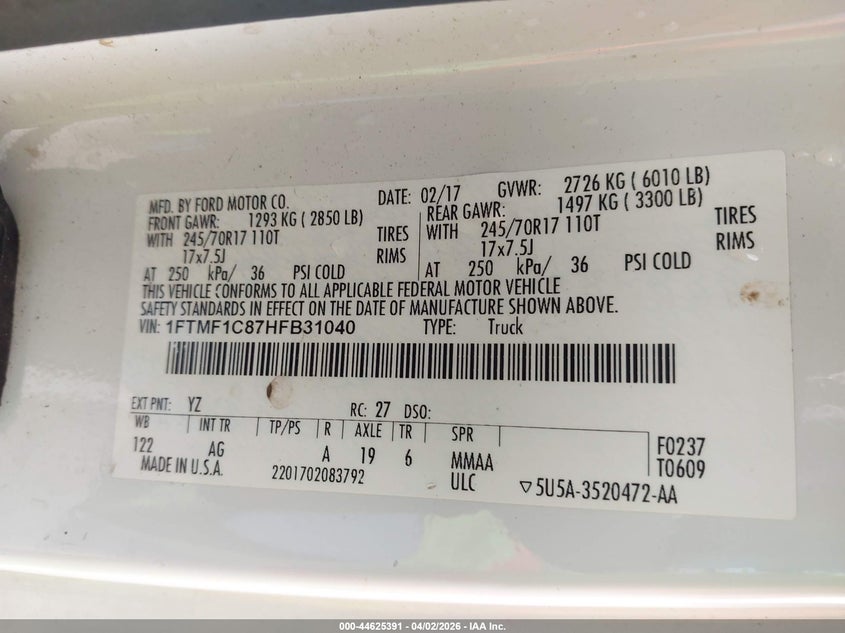 MFD. BY FORD MOTOR CO. DATE: 02/17 GVWR: 2726 KG ( 6010 LB)
FRONT GAWR: 1293 KG ( 2850 LB) REAR GAWR: 1497 KG ( 3300 LB)
WITH 245/70R17 110T TIRES WITH 245/70R17 110T TIRES
17x7.5J RIMS 17x7.5J RIMS
AT 250 kPa/ 36 PSI COLD AT 250 kPa/ 36 PSI COLD
THIS VEHICLE CONFORMS TO ALL APPLICABLE FEDERAL MOTOR VEHICLE
SAFETY STANDARDS IN EFFECT ON THE DATE OF MANUFACTURE SHOWN ABOVE.
VIN: 1FTMF1C87HFB31040 TYPE: Truck
EXT PNT: YZ RC: 27 DSO:
WB INT TR TP/PS R AXLE TR SPR
122 AG A 19 6 MMAA F0237
MADE IN U.S.A. 2201702083792 ULC T0609
▽5U5A-3520472-AA
000-44625391 - 04/02/2026 - IAA Inc.